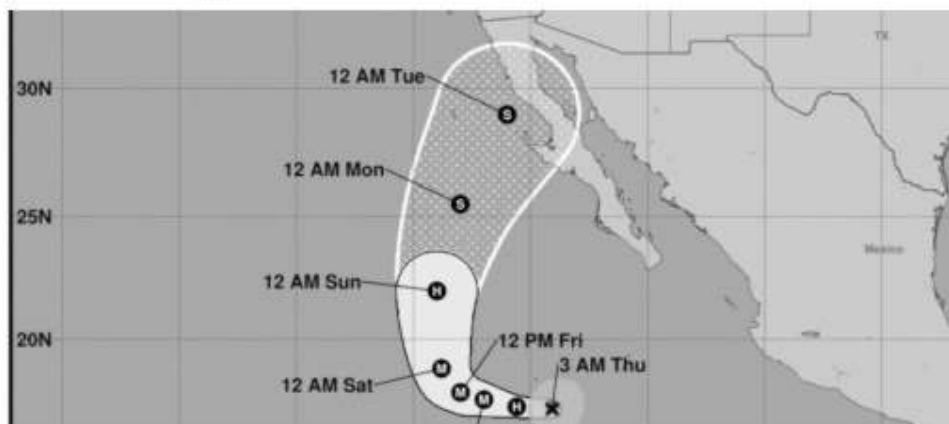 TX
12 AM Tue
30N
S
12 AM Mon
S
25N
Mexico
12 AM Sun
H
20N
12 PM Fri
3 AM Thu
M
12 AM Sat
M
M
H